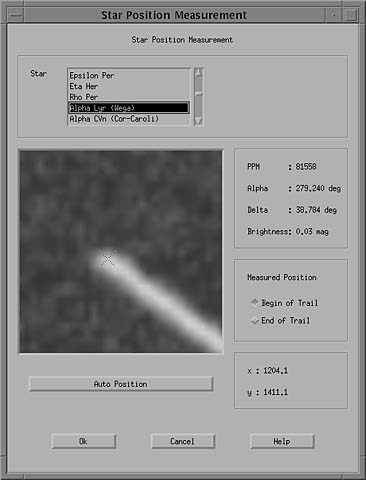 Star Position Measurement
Star Position Measurement
Star
Epsilon Per
Eta Her
Rho Per
Alpha Lyr (Wega)
Alpha CVn (Cor-Caroli)
PPM : 81558
Alpha : 279.240 deg
Delta : 38.784 deg
Brightness: 0.03 mag
Measured Position
Begin of Trail
End of Trail
x : 1204.1
y : 1411.1
Auto Position
Ok
Cancel
Help